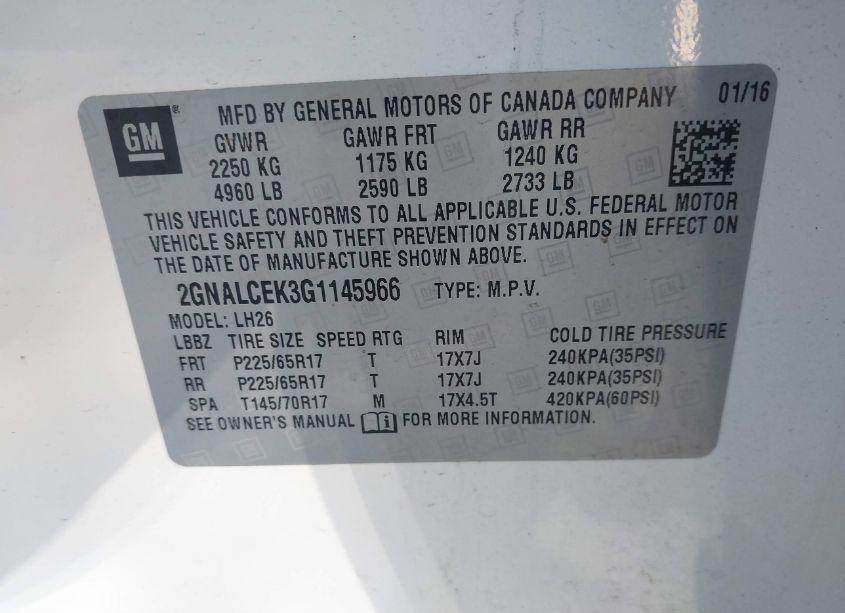 GM ® MFD BY GENERAL MOTORS OF CANADA COMPANY 01/16
GVWR GAWR FRT GAWR RR
2250 KG 1175 KG 1240 KG
4960 LB 2590 LB 2733 LB
THIS VEHICLE CONFORMS TO ALL APPLICABLE U.S. FEDERAL MOTOR
VEHICLE SAFETY AND THEFT PREVENTION STANDARDS IN EFFECT ON
THE DATE OF MANUFACTURE SHOWN ABOVE.
2GNALCEK3G1145966 TYPE: M.P.V.
MODEL: LH26
LBBZ TIRE SIZE SPEED RTG RIM COLD TIRE PRESSURE
FRT P225/65R17 T 17X7J 240KPA(35PSI)
RR P225/65R17 T 17X7J 240KPA(35PSI)
SPA T145/70R17 M 17X4.5T 420KPA(60PSI)
SEE OWNER'S MANUAL i FOR MORE INFORMATION.